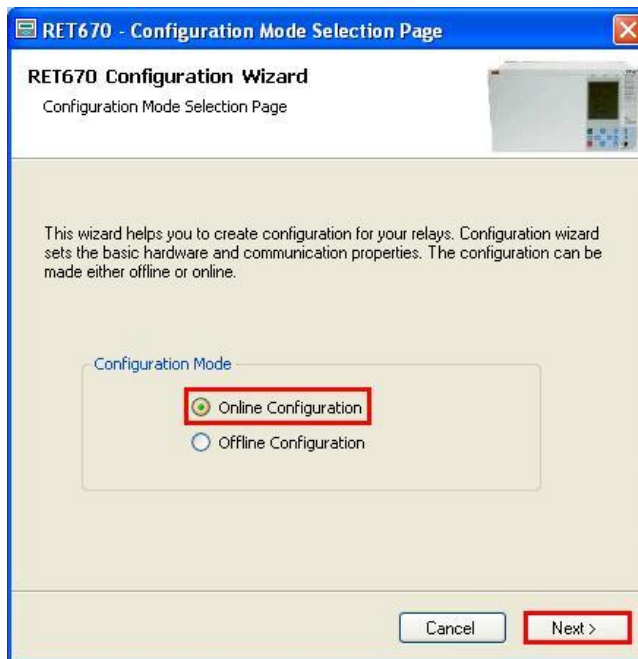 RET670 - Configuration Mode Selection Page
RET670 Configuration Wizard
Configuration Mode Selection Page
This wizard helps you to create configuration for your relays. Configuration wizard
sets the basic hardware and communication properties. The configuration can be
made either offline or online.
Configuration Mode
Online Configuration
Offline Configuration
Cancel
Next >